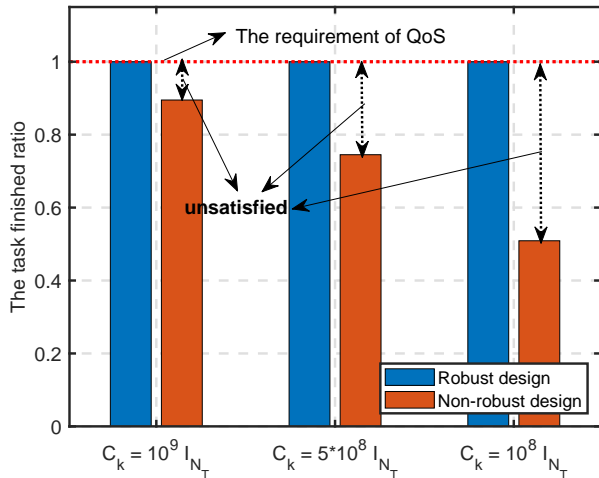 The requirement of QoS
1
0.8
0.6
0.4
0.2
0
The task finished ratio
unsatisfied
Robust design
Non-robust design
C_k = 10^9 I_{N_T}
C_k = 5*10^8 I_{N_T}
C_k = 10^8 I_{N_T}